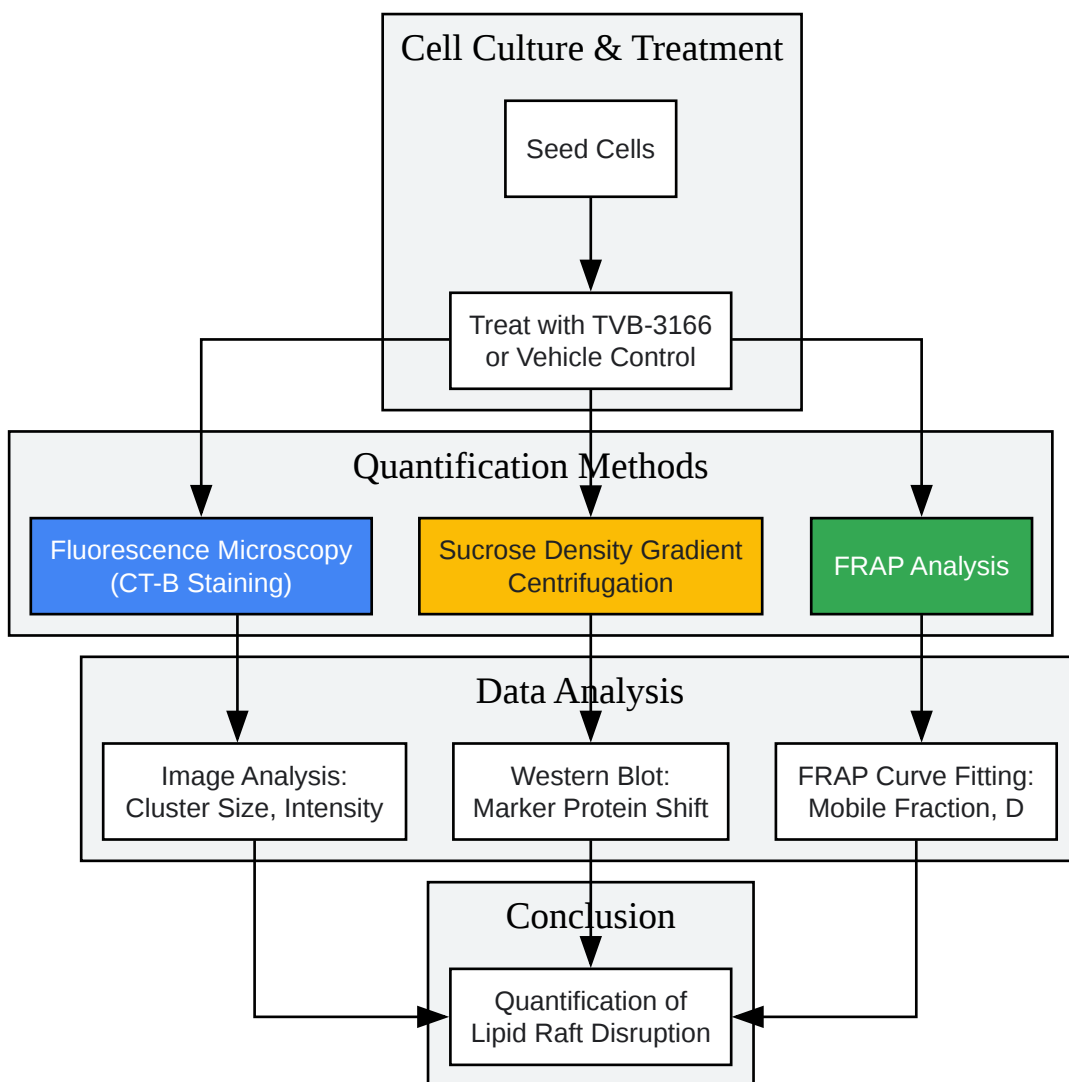 Cell Culture & Treatment
Seed Cells
Treat with TVB-3166
or Vehicle Control
Quantification Methods
Fluorescence Microscopy
(CT-B Staining)
Sucrose Density Gradient
Centrifugation
FRAP Analysis
Data Analysis
Image Analysis:
Cluster Size, Intensity
Western Blot:
Marker Protein Shift
FRAP Curve Fitting:
Mobile Fraction, D
Conclusion
Quantification of
Lipid Raft Disruption